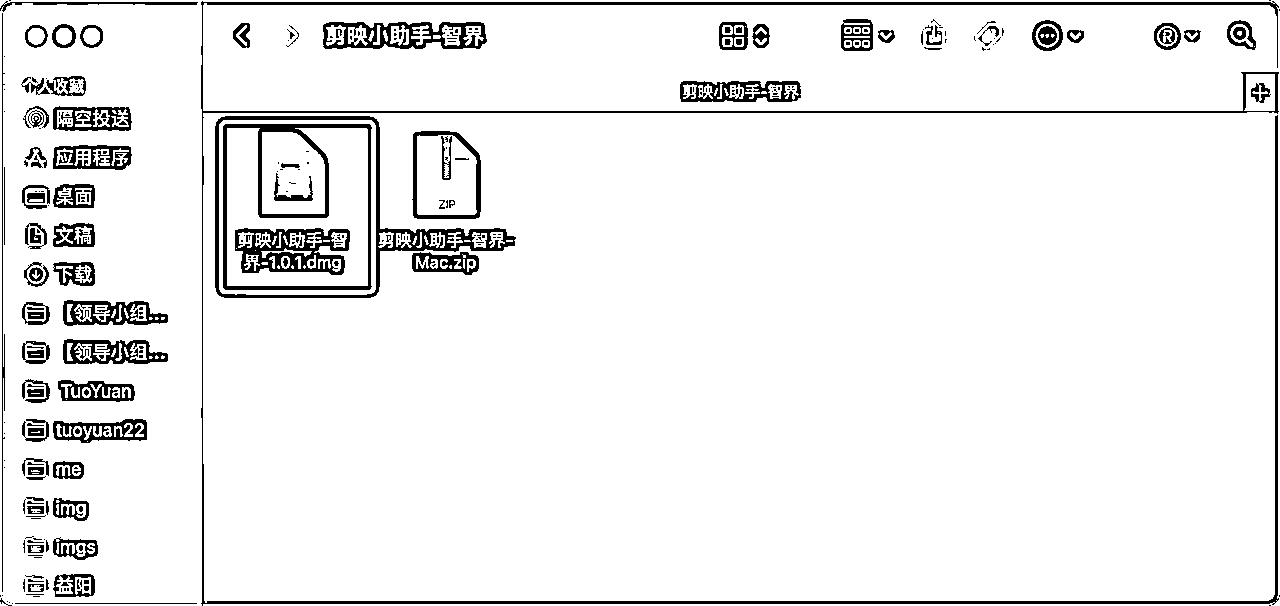 剪映小助手-智界
剪映小助手-智界
个人收藏
隔空投送
应用程序
桌面
文稿
下载
【领导小组...
【领导小组...
TuoYuan
tuoyuan22
me
img
imgs
益阳
剪映小助手-智
界-1.0.1.dmg
ZIP
剪映小助手-智界-
Mac.zip